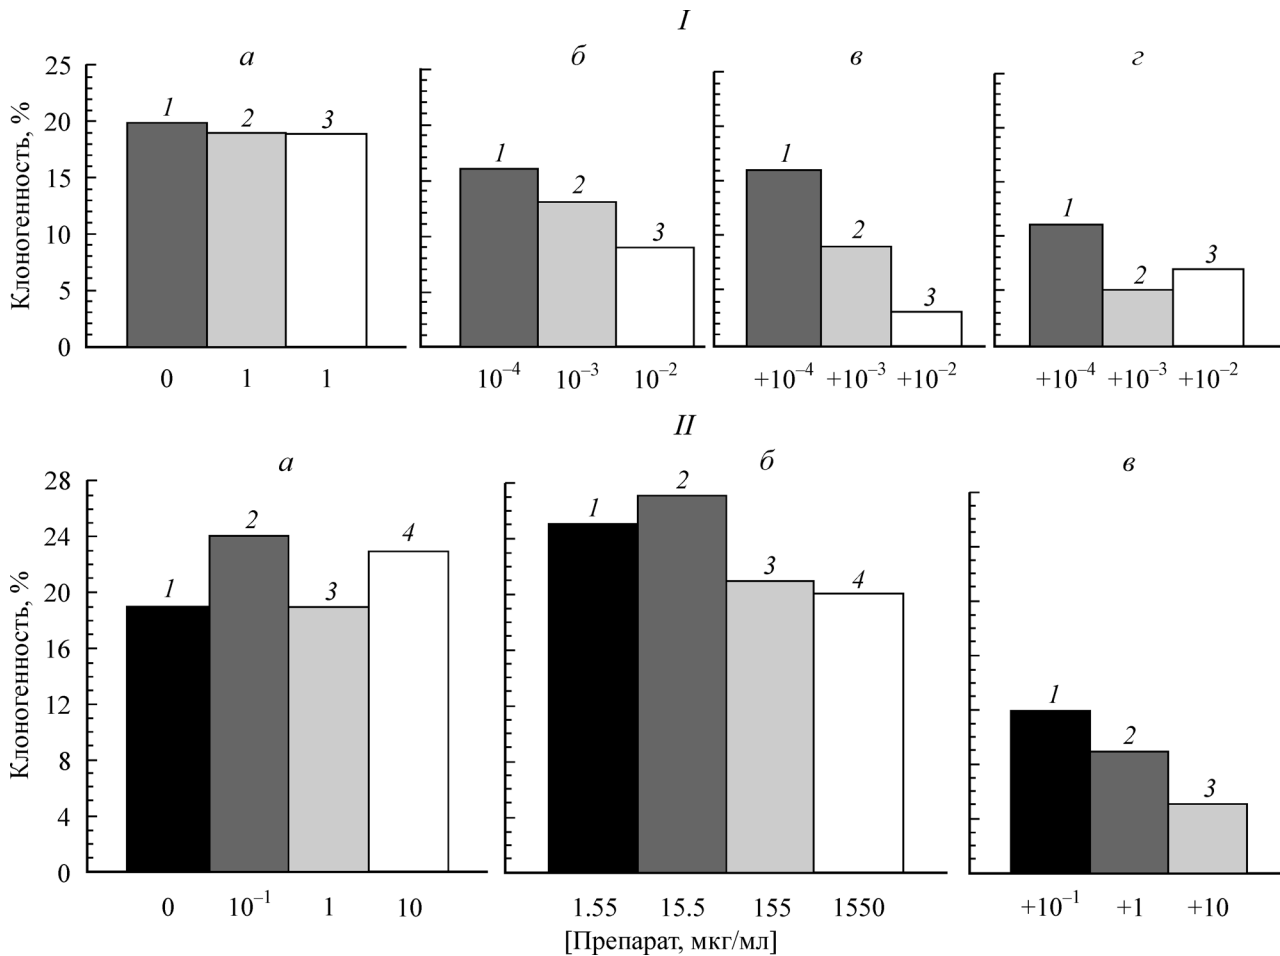 I
а б в г
Клоногенность, %
25
20
15
10
5
0
1 2 3
1 2 3
1 2 3
1 2 3
0 1 1
10⁻⁴ 10⁻³ 10⁻²
+10⁻⁴ +10⁻³ +10⁻²
+10⁻⁴ +10⁻³ +10⁻²
II
а б в
Клоногенность, %
28
24
20
16
12
8
4
0
1 2 3 4
1 2 3 4
1 2 3
0 10⁻¹ 1 10
1.55 15.5 155 1550
+10⁻¹ +1 +10
[Препарат, мкг/мл]